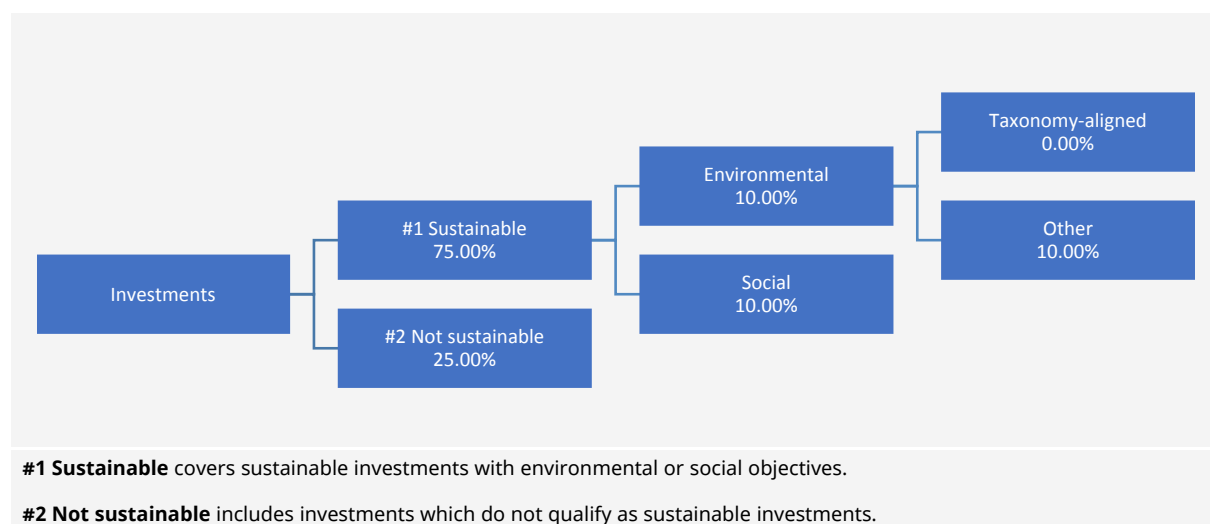 Investments
#1 Sustainable
75.00%
#2 Not sustainable
25.00%
Environmental
10.00%
Social
10.00%
Taxonomy-aligned
0.00%
Other
10.00%
#1 Sustainable covers sustainable investments with environmental or social objectives.
#2 Not sustainable includes investments which do not qualify as sustainable investments.